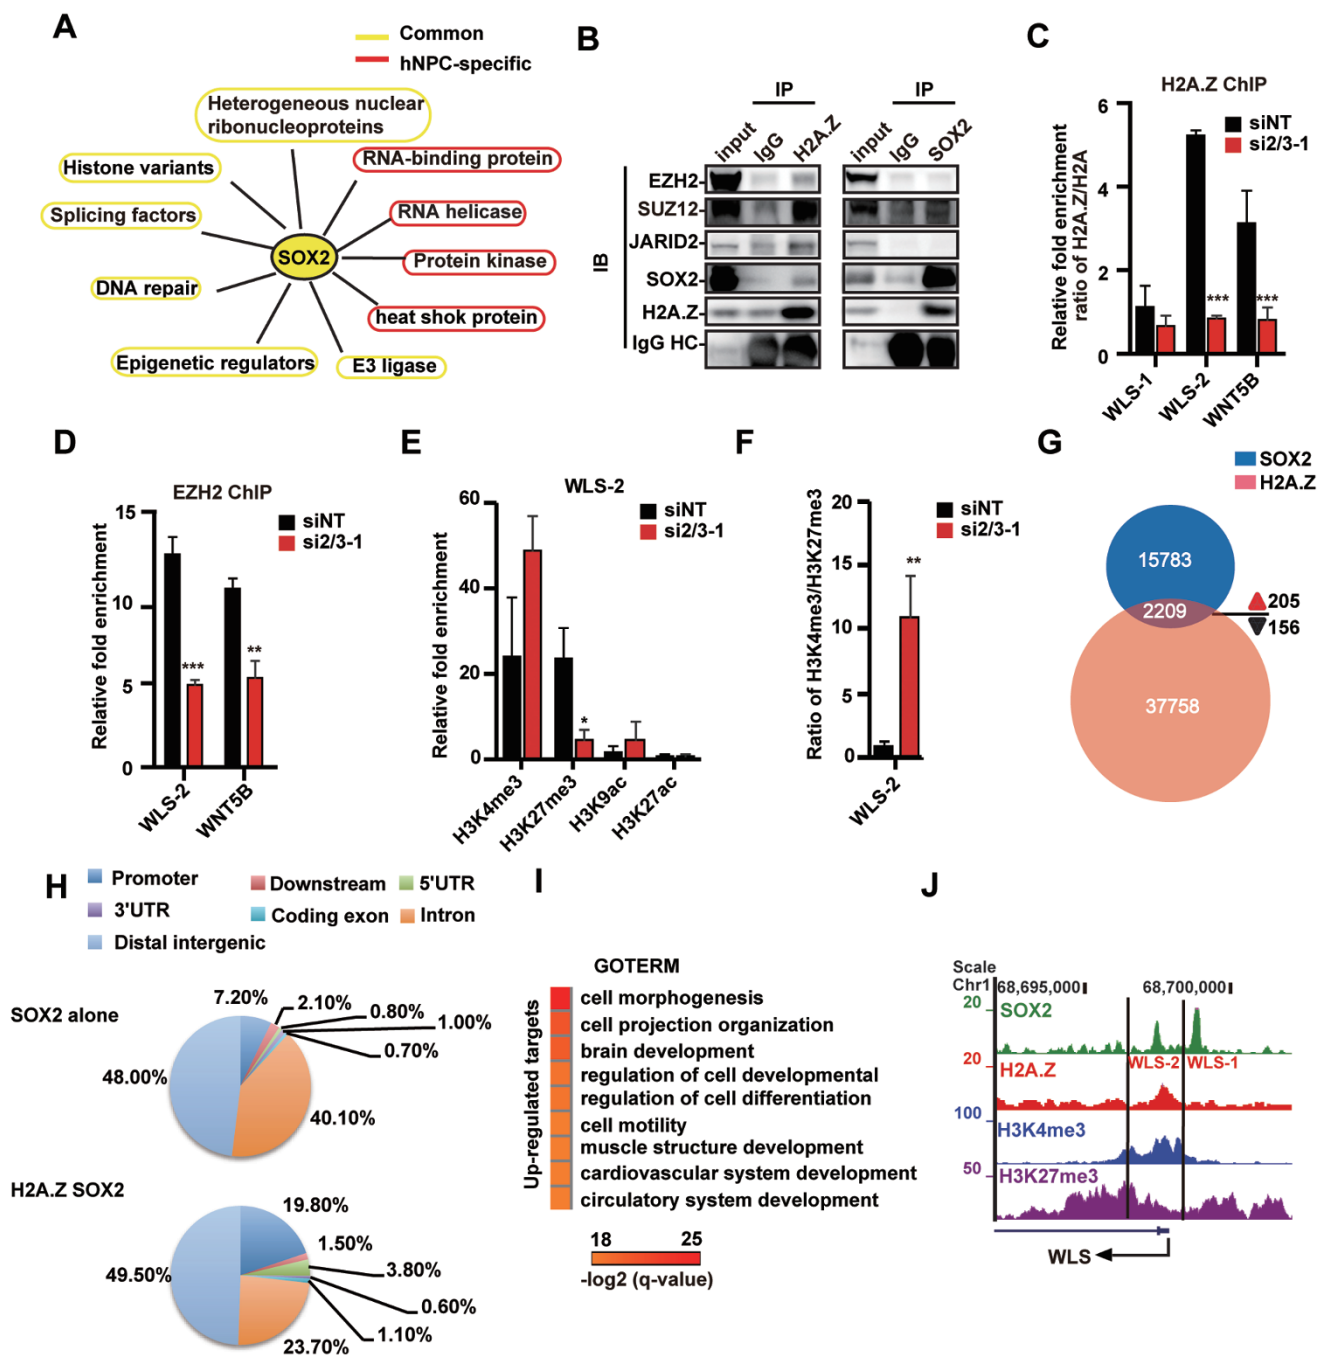 A
Common
hNPC-specific
Heterogeneous nuclear
ribonucleoproteins
Histone variants
RNA-binding protein
Splicing factors
RNA helicase
SOX2
Protein kinase
DNA repair
heat shok protein
Epigenetic regulators
E3 ligase
B
IP
IP
input
IgG
H2A.Z
input
IgG
SOX2
IB
EZH2-
SUZ12-
JARID2-
SOX2-
H2A.Z-
IgG HC-
C
H2A.Z ChIP
siNT
si2/3-1
Relative fold enrichment
ratio of H2A.Z/H2A
6
4
2
0
***
***
WLS-1
WLS-2
WNT5B
D
EZH2 ChIP
siNT
si2/3-1
Relative fold enrichment
15
10
5
0
***
**
WLS-2
WNT5B
E
WLS-2
siNT
si2/3-1
Relative fold enrichment
60
40
20
0
*
H3K4me3
H3K27me3
H3K9ac
H3K27ac
F
siNT
si2/3-1
Ratio of H3K4me3/H3K27me3
20
15
10
5
0
**
WLS-2
G
SOX2
H2A.Z
15783
2209
205
156
37758
H
Promoter
Downstream
5'UTR
3'UTR
Coding exon
Intron
Distal intergenic
SOX2 alone
7.20%
2.10%
0.80%
1.00%
0.70%
48.00%
40.10%
H2A.Z SOX2
19.80%
1.50%
3.80%
0.60%
1.10%
49.50%
23.70%
I
GOTERM
Up-regulated targets
cell morphogenesis
cell projection organization
brain development
regulation of cell developmental
regulation of cell differentiation
cell motility
muscle structure development
cardiovascular system development
circulatory system development
18 25
-log2 (q-value)
J
Scale
Chr1
68,695,000
68,700,000
20
SOX2
20
H2A.Z
WLS-2
WLS-1
100
H3K4me3
50
H3K27me3
WLS